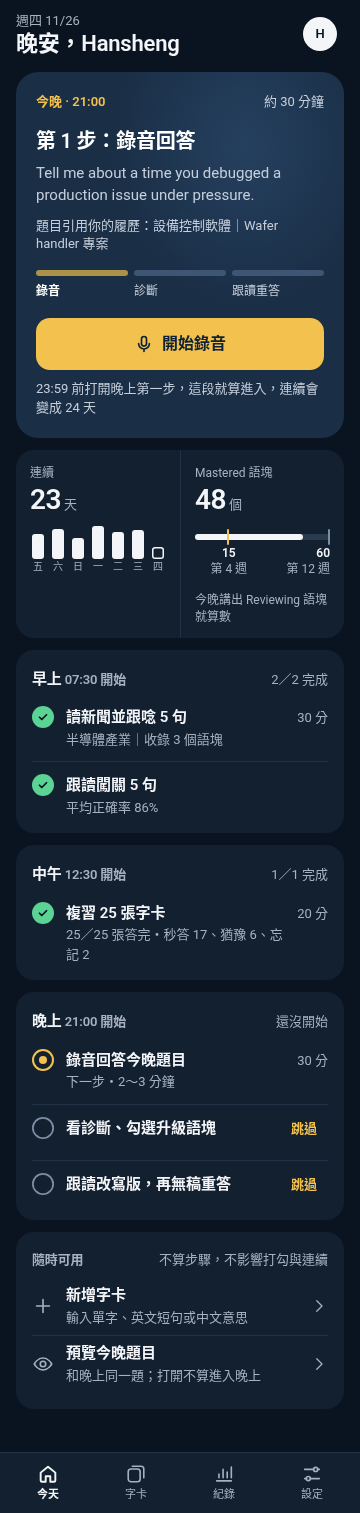 週四 11/26
晚安，Hansheng
H
今晚 · 21:00
約 30 分鐘
第 1 步：錄音回答
Tell me about a time you debugged a
production issue under pressure.
題目引用你的履歷：設備控制軟體｜Wafer
handler 專案
錄音
診斷
跟讀重答
開始錄音
23:59 前打開晚上第一步，這段就算進入，連續會
變成 24 天
連續
23 天
五 六 日 一 二 三 四
Mastered 語塊
48 個
15
60
第 4 週
第 12 週
今晚講出 Reviewing 語塊
就算數
早上 07:30 開始
2／2 完成
讀新聞並跟唸 5 句
30 分
半導體產業｜收錄 3 個語塊
跟讀闖關 5 句
平均正確率 86%
中午 12:30 開始
1／1 完成
複習 25 張字卡
20 分
25／25 張答完・秒答 17、猶豫 6、忘
記 2
晚上 21:00 開始
還沒開始
錄音回答今晚題目
30 分
下一步・2～3 分鐘
看診斷、勾選升級語塊
跳過
跟讀改寫版，再無稿重答
跳過
隨時可用
不算步驟，不影響打勾與連續
新增字卡
輸入單字、英文短句或中文意思
預覽今晚題目
和晚上同一題；打開不算進入晚上
今天
字卡
紀錄
設定